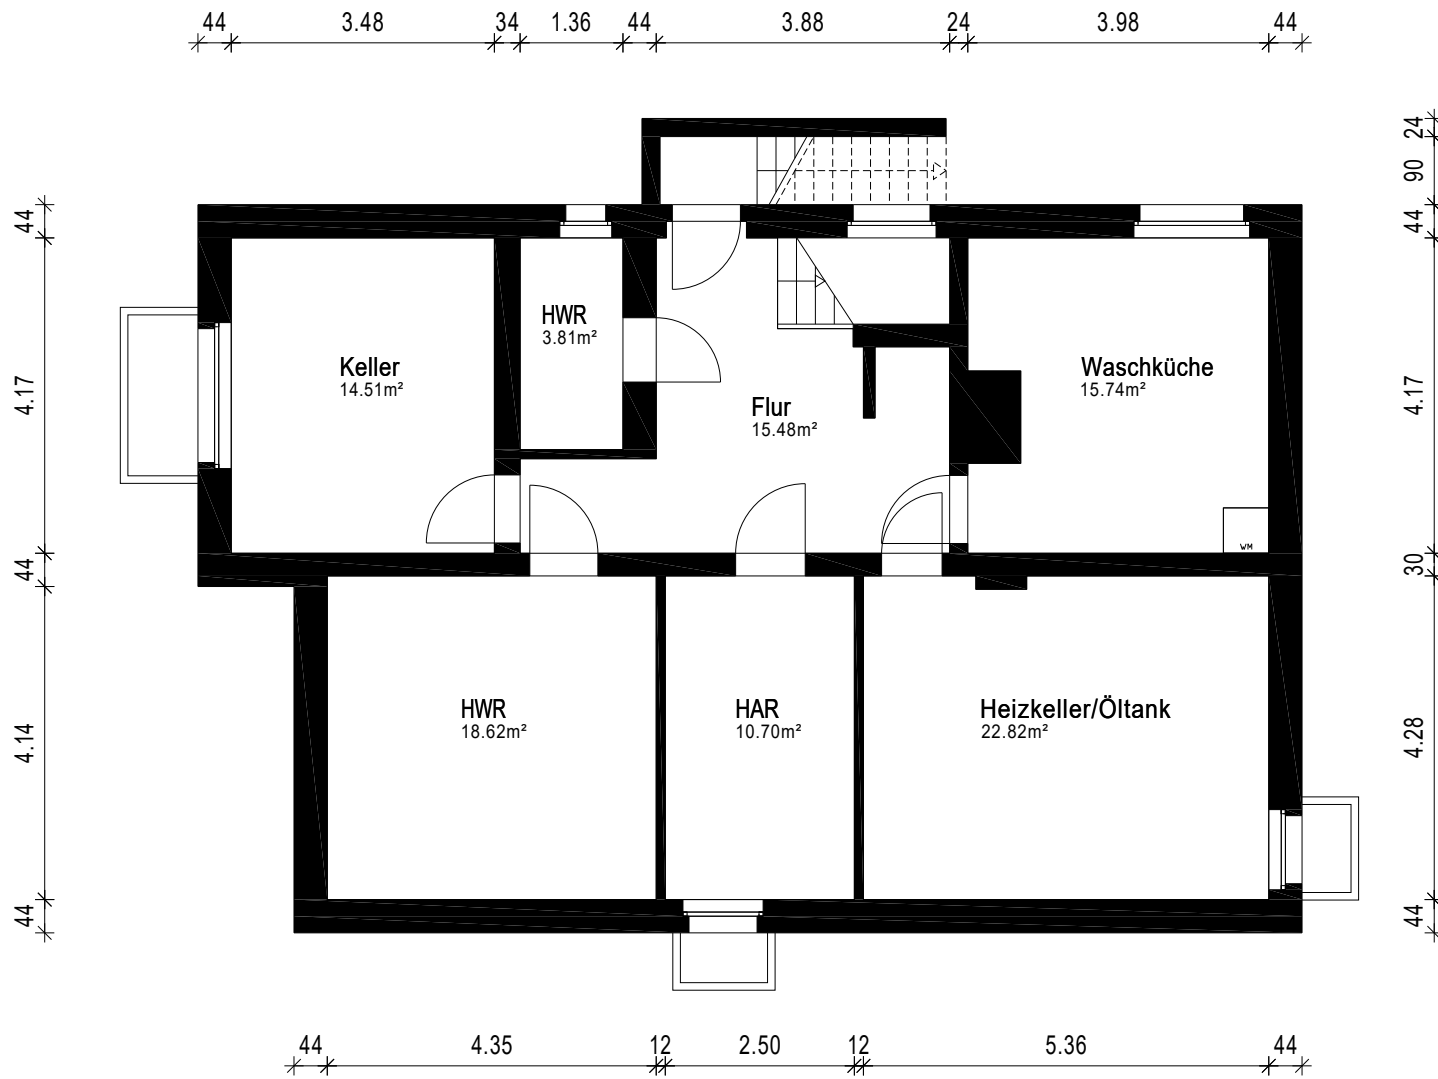 44 3.48 34 1.36 44 3.88 24 3.98 44
24
90
44
44
HWR
3.81m²
Keller
14.51m²
Waschküche
15.74m²
4.17
4.17
Flur
15.48m²
WM
44
30
HWR
18.62m²
HAR
10.70m²
Heizkeller/Öltank
22.82m²
4.14
4.28
44
44
44 4.35 12 2.50 12 5.36 44